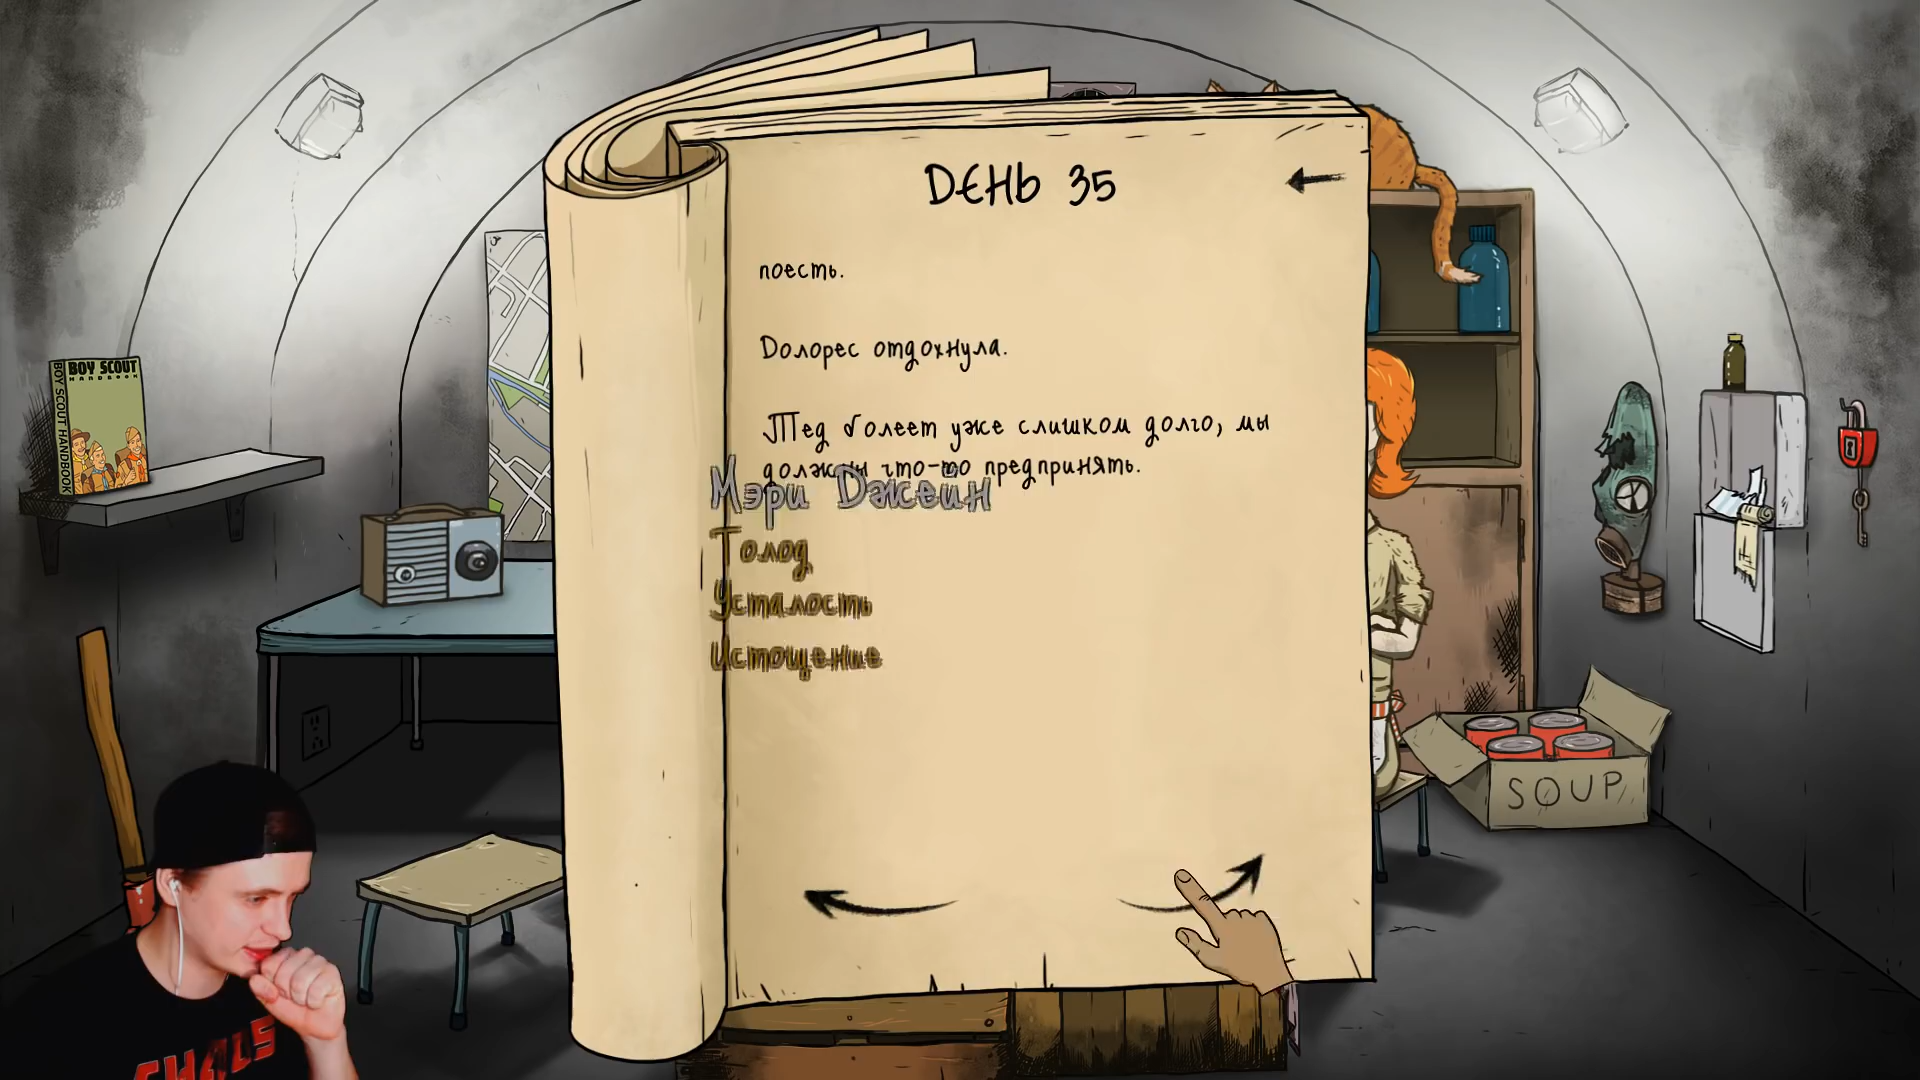 ДЕНЬ 35
поесть.
Долорес отдохнула.
Тед болеет уже слишком долго, мы
должны что-то предпринять.
Мэри Джейн
Голод
Усталость
Истощение
BOY SCOUT
HANDBOOK
BOY SCOUT HANDBOOK
SOUP